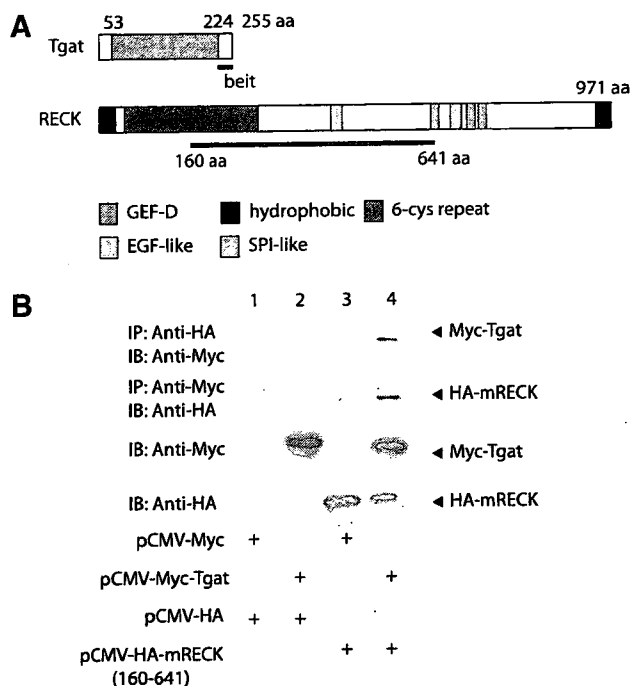 A
53 224 255 aa
Tgat
beit
971 aa
RECK
160 aa 641 aa
GEF-D hydrophobic 6-cys repeat
EGF-like SPI-like
B
1 2 3 4
IP: Anti-HA
IB: Anti-Myc
Myc-Tgat
IP: Anti-Myc
IB: Anti-HA
HA-mRECK
IB: Anti-Myc
Myc-Tgat
IB: Anti-HA
HA-mRECK
pCMV-Myc + +
pCMV-Myc-Tgat + +
pCMV-HA + +
pCMV-HA-mRECK + +
(160-641)